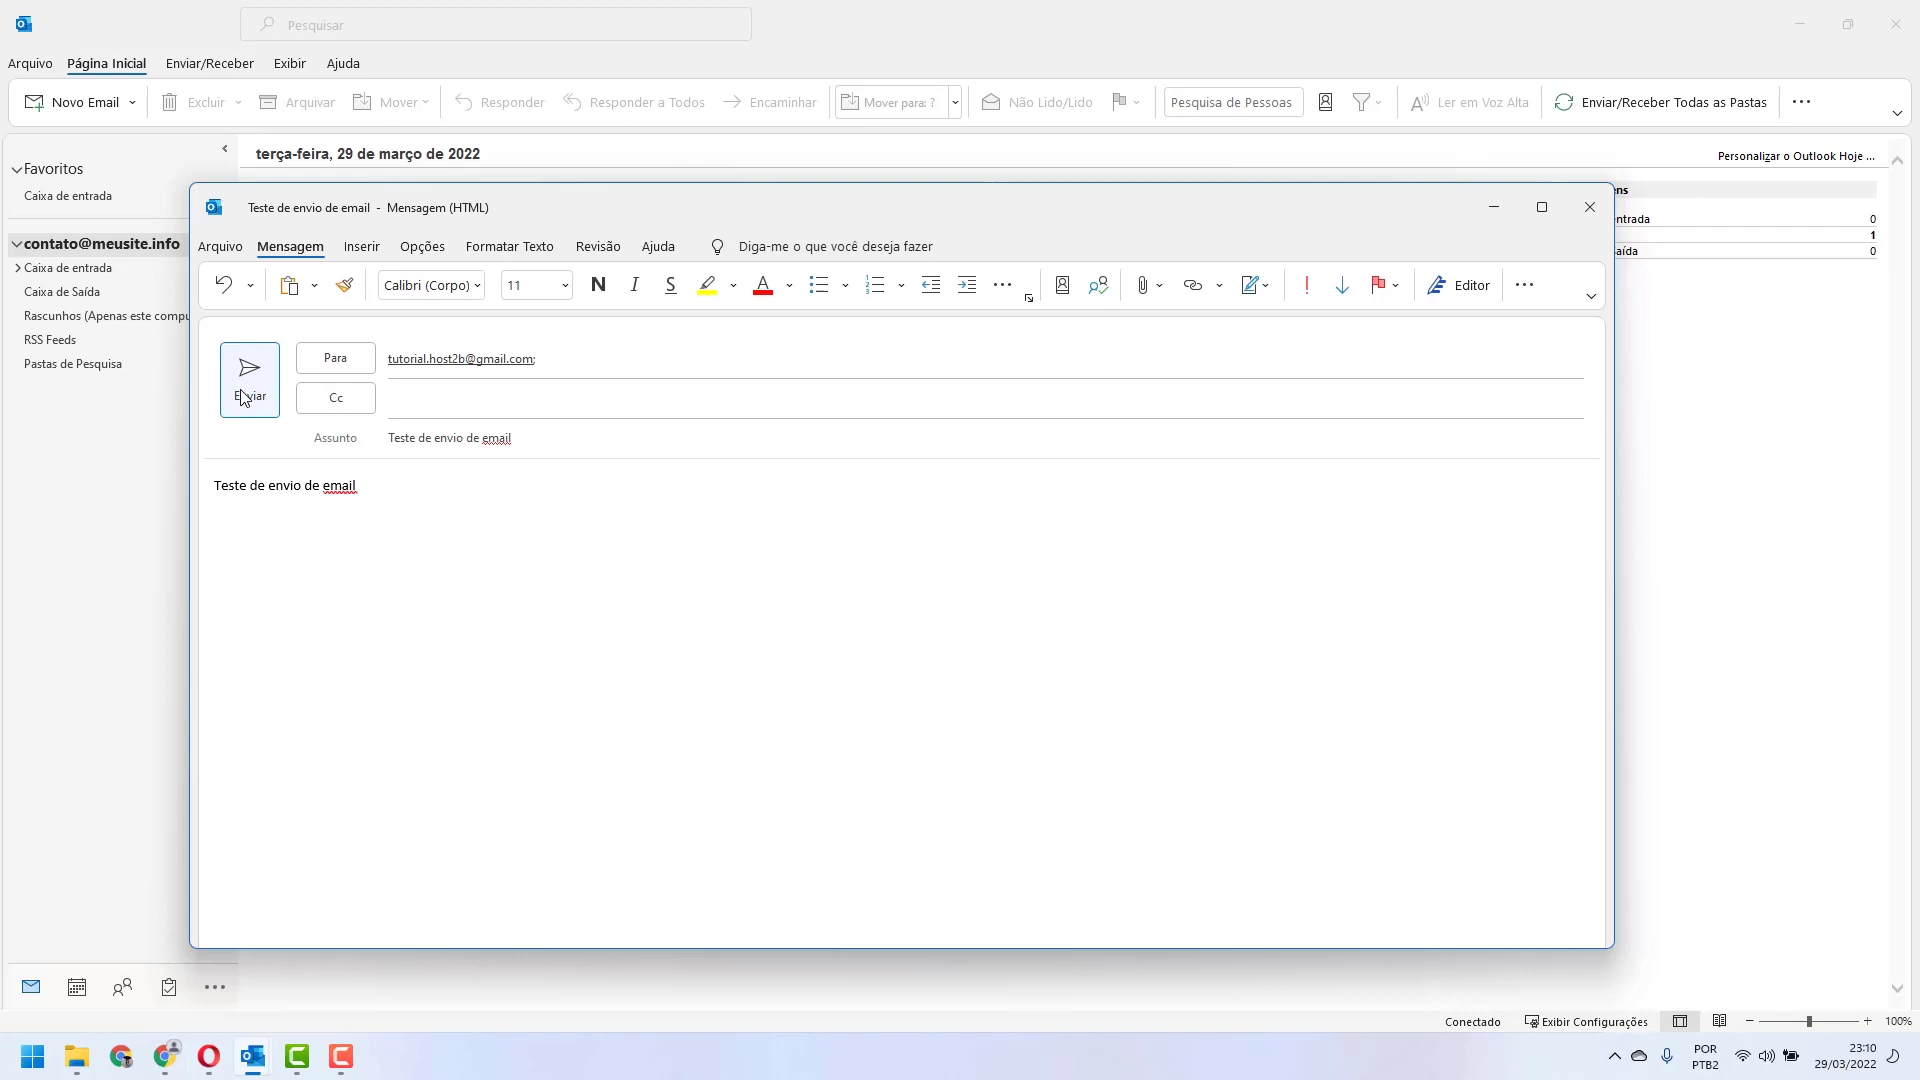 Pesquisar
Arquivo Página Inicial Enviar/Receber Exibir Ajuda
Novo Email Excluir Arquivar Mover Responder Responder a Todos Encaminhar Mover para: ? Não Lido/Lido Pesquisa de Pessoas Ler em Voz Alta Enviar/Receber Todas as Pastas
Favoritos
Caixa de entrada
contato@meusite.info
Caixa de entrada
Caixa de Saída
Rascunhos (Apenas este compu
RSS Feeds
Pastas de Pesquisa
terça-feira, 29 de março de 2022
Personalizar o Outlook Hoje ...
ens
entrada 0
1
aída 0
Teste de envio de email - Mensagem (HTML)
Arquivo Mensagem Inserir Opções Formatar Texto Revisão Ajuda Diga-me o que você deseja fazer
Calibri (Corpo) 11 N I S A Editor
Enviar
Para tutorial.host2b@gmail.com;
Cc
Assunto Teste de envio de email
Teste de envio de email
Conectado Exibir Configurações 100%
POR
PTB2
23:10
29/03/2022